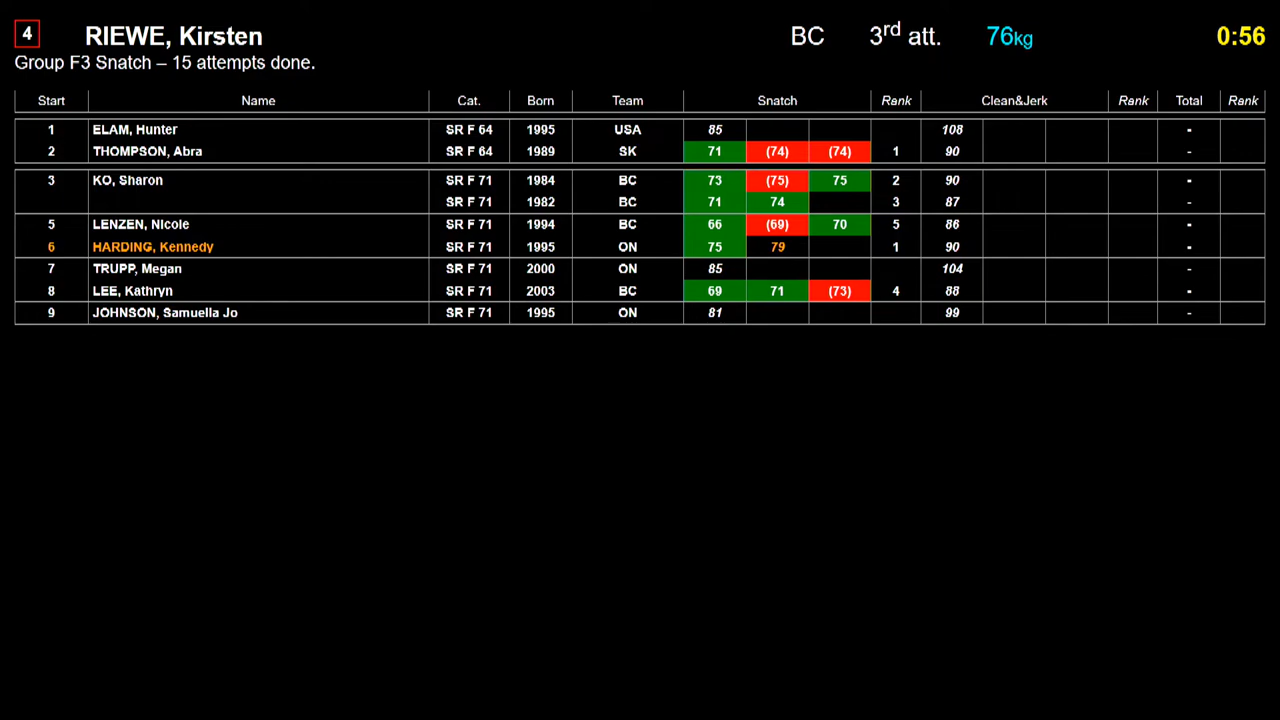 4 RIEWE, Kirsten BC 3rd att. 76kg 0:56
Group F3 Snatch – 15 attempts done.
Start Name Cat. Born Team Snatch Rank Clean&Jerk Rank Total Rank
1 ELAM, Hunter SR F 64 1995 USA 85 108 -
2 THOMPSON, Abra SR F 64 1989 SK 71 (74) (74) 1 90 -
3 KO, Sharon SR F 71 1984 BC 73 (75) 75 2 90 -
SR F 71 1982 BC 71 74 3 87 -
5 LENZEN, Nicole SR F 71 1994 BC 66 (69) 70 5 86 -
6 HARDING, Kennedy SR F 71 1995 ON 75 79 1 90 -
7 TRUPP, Megan SR F 71 2000 ON 85 104 -
8 LEE, Kathryn SR F 71 2003 BC 69 71 (73) 4 88 -
9 JOHNSON, Samuella Jo SR F 71 1995 ON 81 99 -